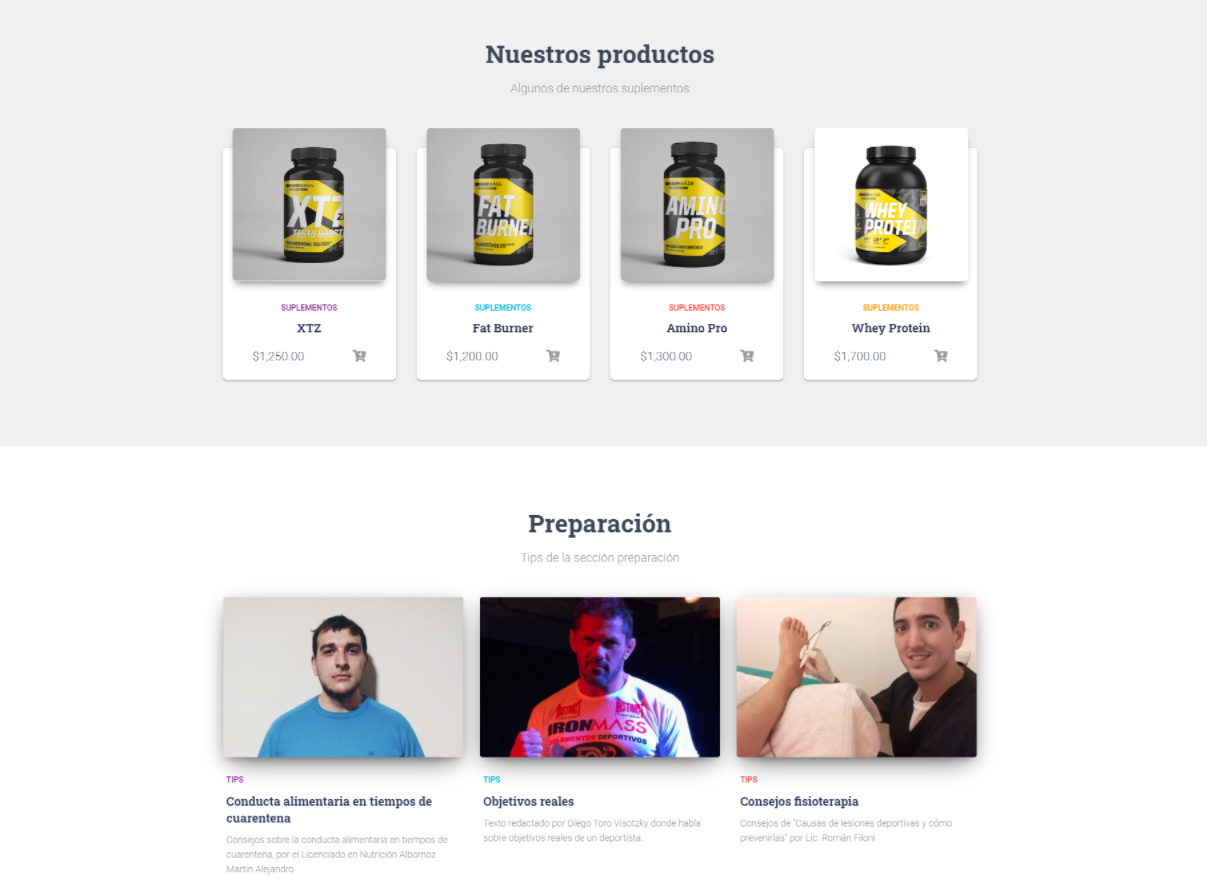 Nuestros productos
Algunos de nuestros suplementos
XTZ
TESTO BOOST
FAT
BURNER
AMINO
PRO
WHEY
PROTEIN
SUPLEMENTOS
SUPLEMENTOS
SUPLEMENTOS
SUPLEMENTOS
XTZ
Fat Burner
Amino Pro
Whey Protein
$1,250.00
$1,200.00
$1,300.00
$1,700.00
Preparación
Tips de la sección preparación
IRONMASS
DEPORTIVOS
TIPS
Conducta alimentaria en tiempos de
cuarentena
Consejos sobre la conducta alimentaria en tiempos de
cuarentena, por el Licenciado en Nutrición Albornoz
Martin Alejandro
TIPS
Objetivos reales
Texto redactado por Diego Toro Visotzky donde habla
sobre objetivos reales de un deportista.
TIPS
Consejos fisioterapia
Consejos de "Causas de lesiones deportivas y cómo
prevenirlas" por Lic. Román Filoni